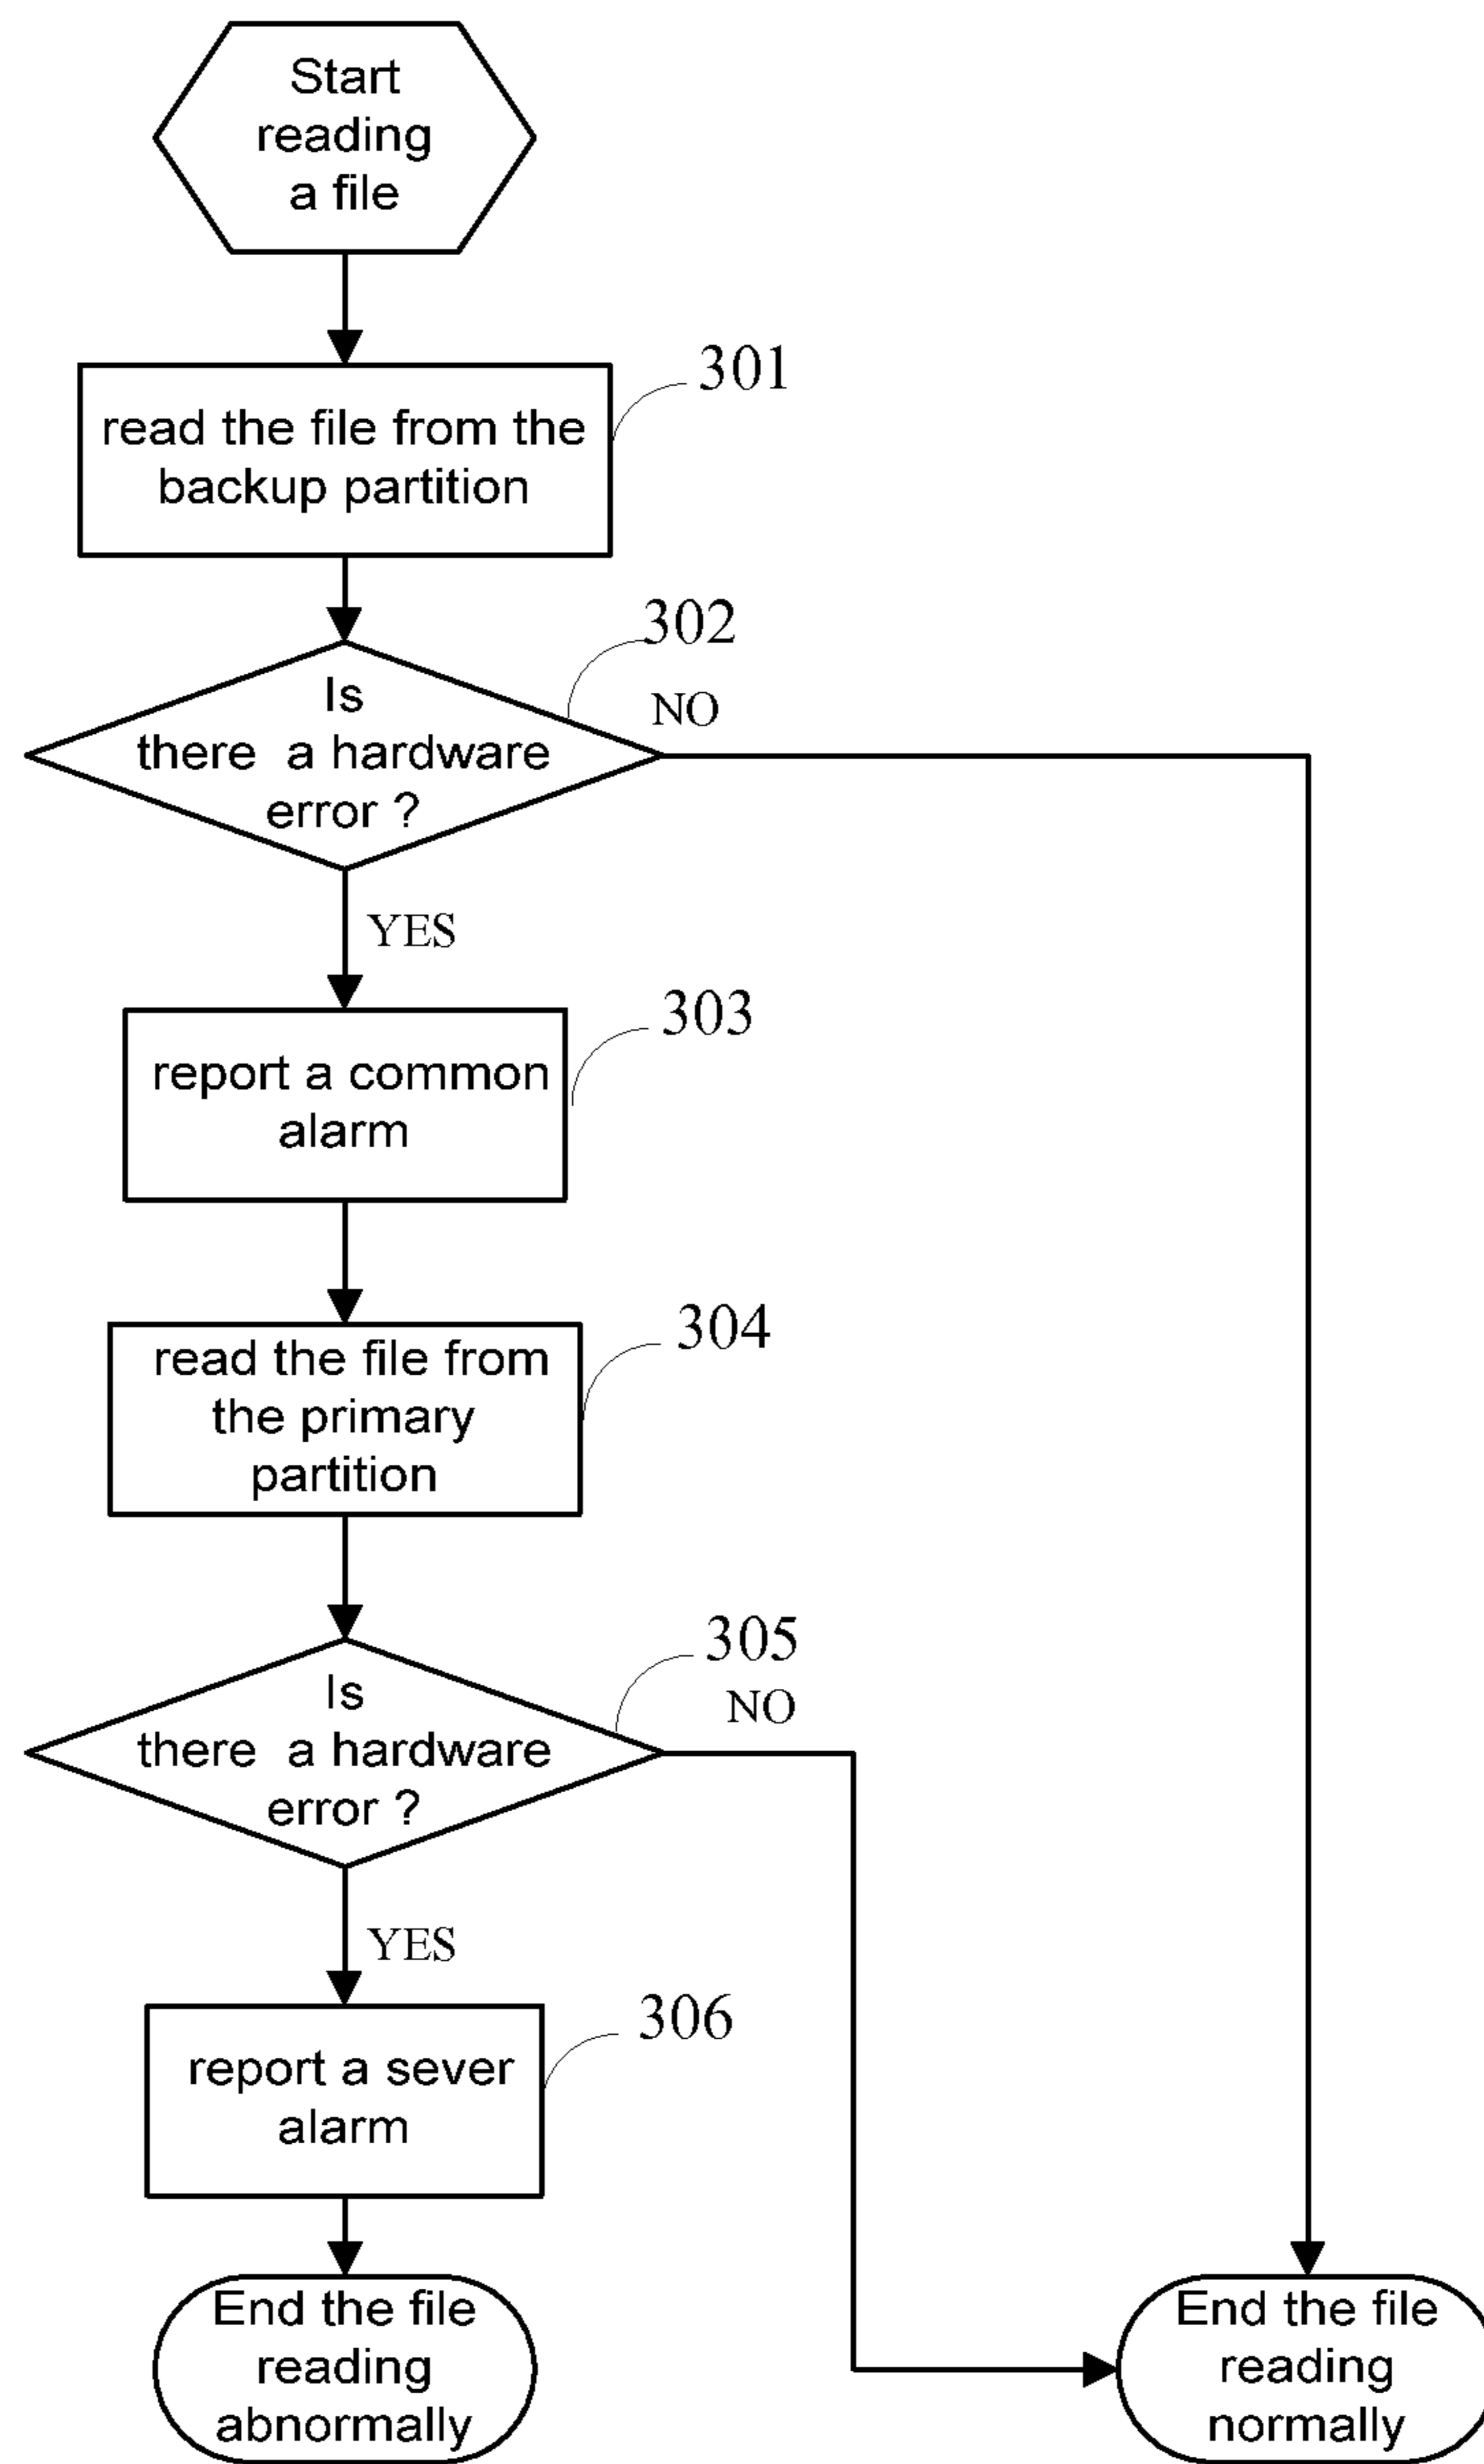 Start
reading
a file
301
read the file from the
backup partition
302
Is
there a hardware
error ?
NO
YES
303
report a common
alarm
304
read the file from
the primary
partition
305
Is
there a hardware
error ?
NO
YES
306
report a sever
alarm
End the file
reading
abnormally
End the file
reading
normally